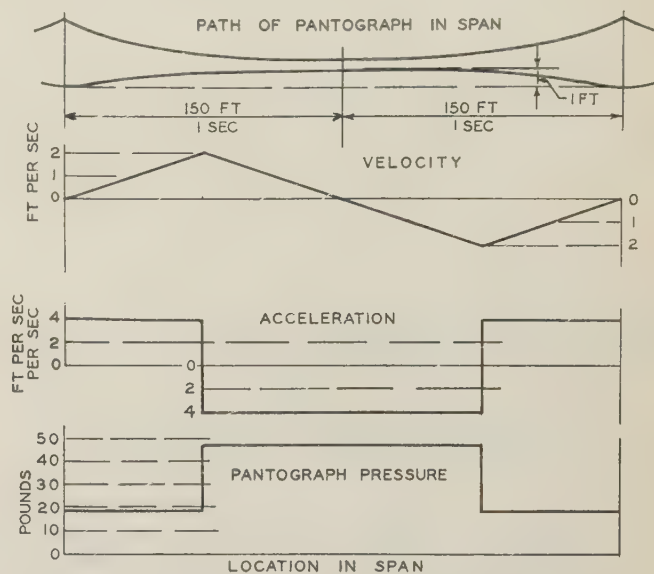 PATH OF PANTOGRAPH IN SPAN
150 FT
1 SEC
150 FT
1 SEC
1 FT
FT PER SEC
2
1
0
VELOCITY
0
1
2
FT PER SEC
PER SEC
4
2
0
ACCELERATION
0
2
4
POUNDS
50
40
30
20
10
0
PANTOGRAPH PRESSURE
LOCATION IN SPAN